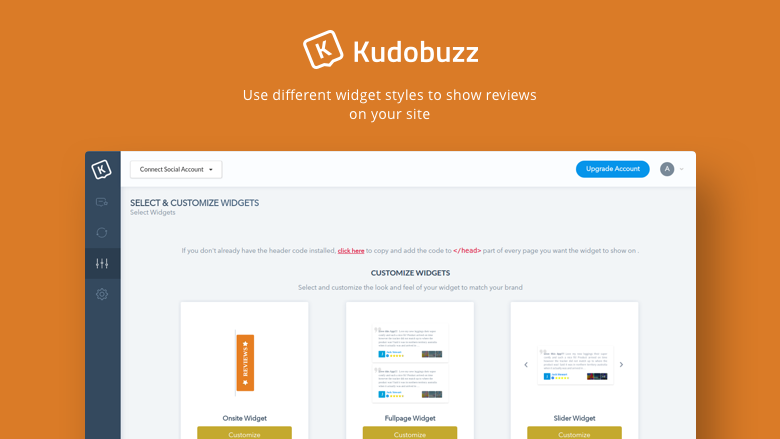 Kudobuzz
Use different widget styles to show reviews
on your site
Connect Social Account
Upgrade Account
A
SELECT & CUSTOMIZE WIDGETS
Select Widgets
If you don't already have the header code installed, click here to copy and add the code to </head> part of every page you want the widget to show on .
CUSTOMIZE WIDGETS
Select and customize the look and feel of your widget to match your brand
REVIEWS
Onsite Widget
Fullpage Widget
Slider Widget
Customize
Customize
Customize